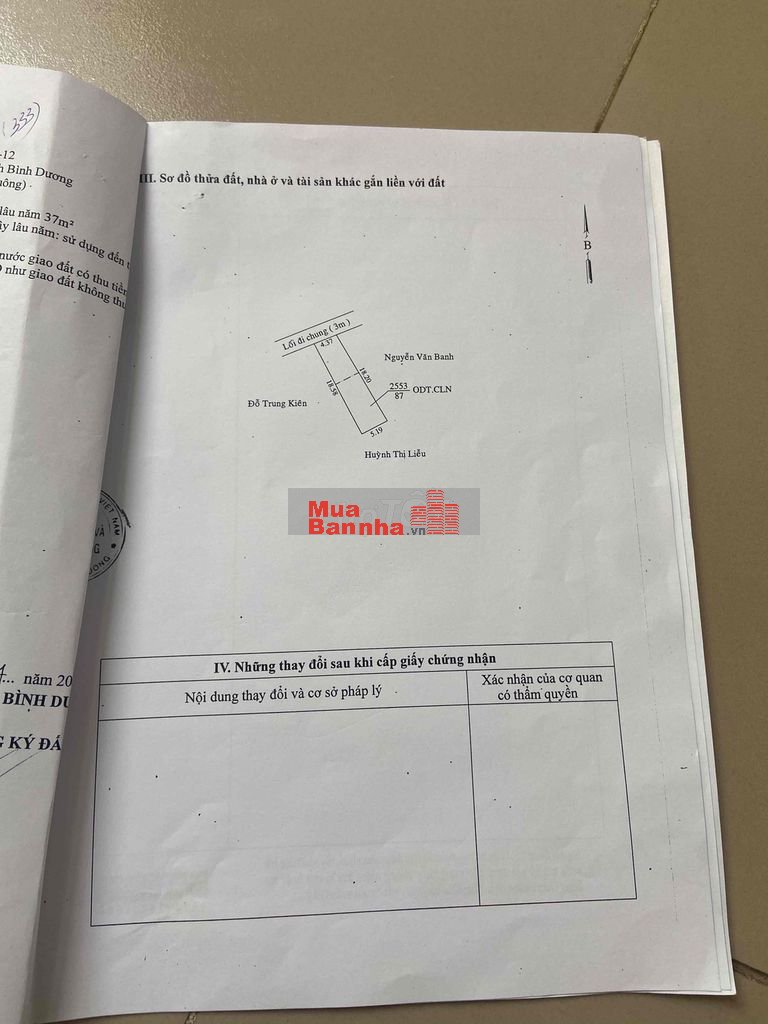 (333)
-12
h Bình Dương
uông)
lâu năm 37m²
ây lâu năm: sử dụng đến t
nước giao đất có thu tiền
như giao đất không thu
VIỆT NAM
VÀ
G
DƯƠNG
... năm 20
BÌNH DƯ
G KÝ ĐẤ
III. Sơ đồ thửa đất, nhà ở và tài sản khác gắn liền với đất
B
Lối đi chung ( 3m )
4.37
Nguyễn Văn Banh
18.20
18.58
2553
87
ODT.CLN
Đỗ Trung Kiên
5.19
Huỳnh Thị Liễu
Mua
Bannha.vn
IV. Những thay đổi sau khi cấp giấy chứng nhận
Nội dung thay đổi và cơ sở pháp lý
Xác nhận của cơ quan
có thẩm quyền